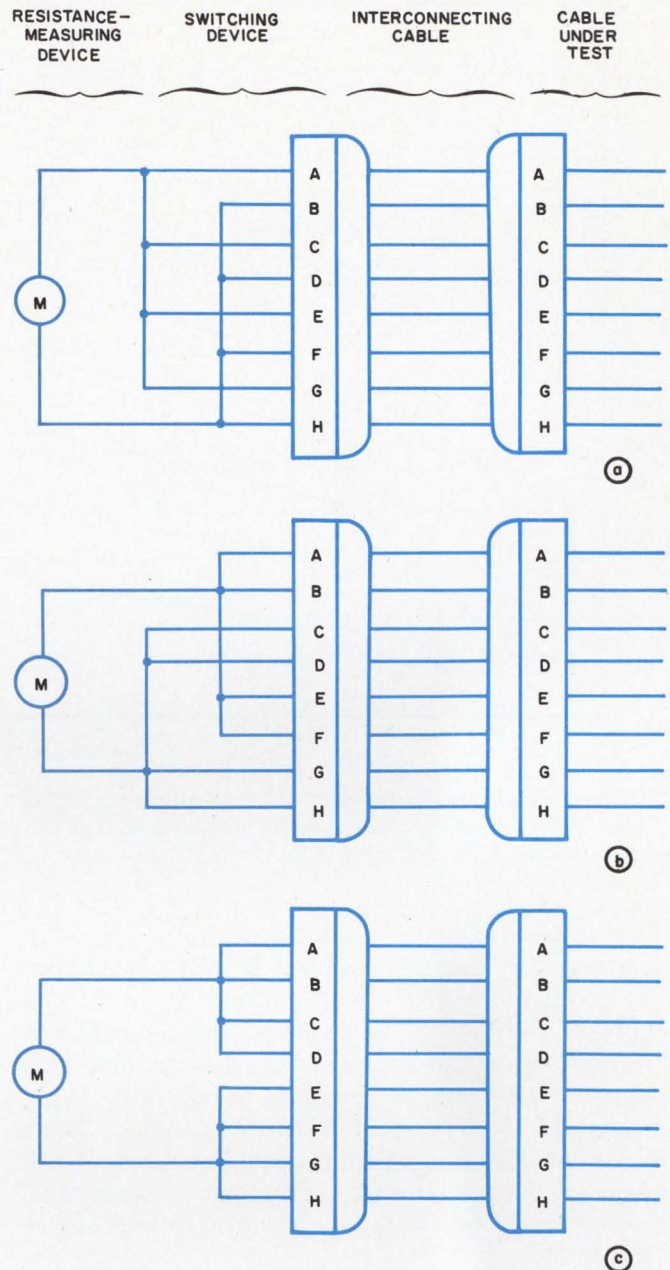 RESISTANCE-
MEASURING
DEVICE
SWITCHING
DEVICE
INTERCONNECTING
CABLE
CABLE
UNDER
TEST
M
A
B
C
D
E
F
G
H
A
B
C
D
E
F
G
H
a
M
A
B
C
D
E
F
G
H
A
B
C
D
E
F
G
H
b
M
A
B
C
D
E
F
G
H
A
B
C
D
E
F
G
H
c